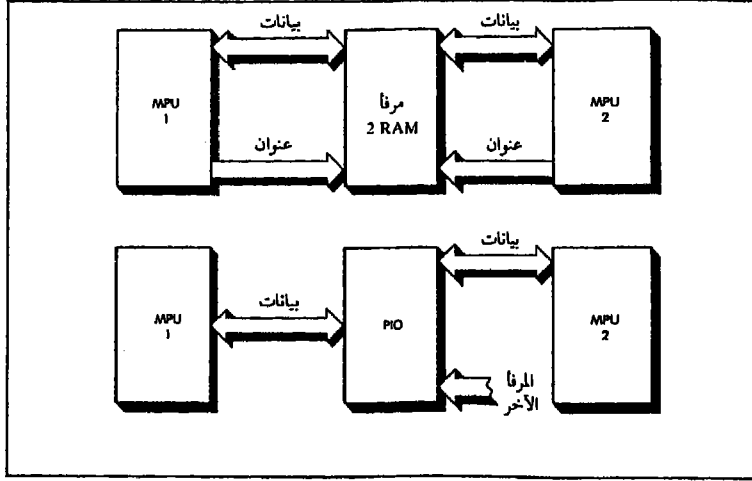 بيانات
بيانات
MPU
1
مرفأ
2 RAM
MPU
2
عنوان
عنوان
بيانات
MPU
1
بيانات
PIO
MPU
2
المرفأ
الآخر